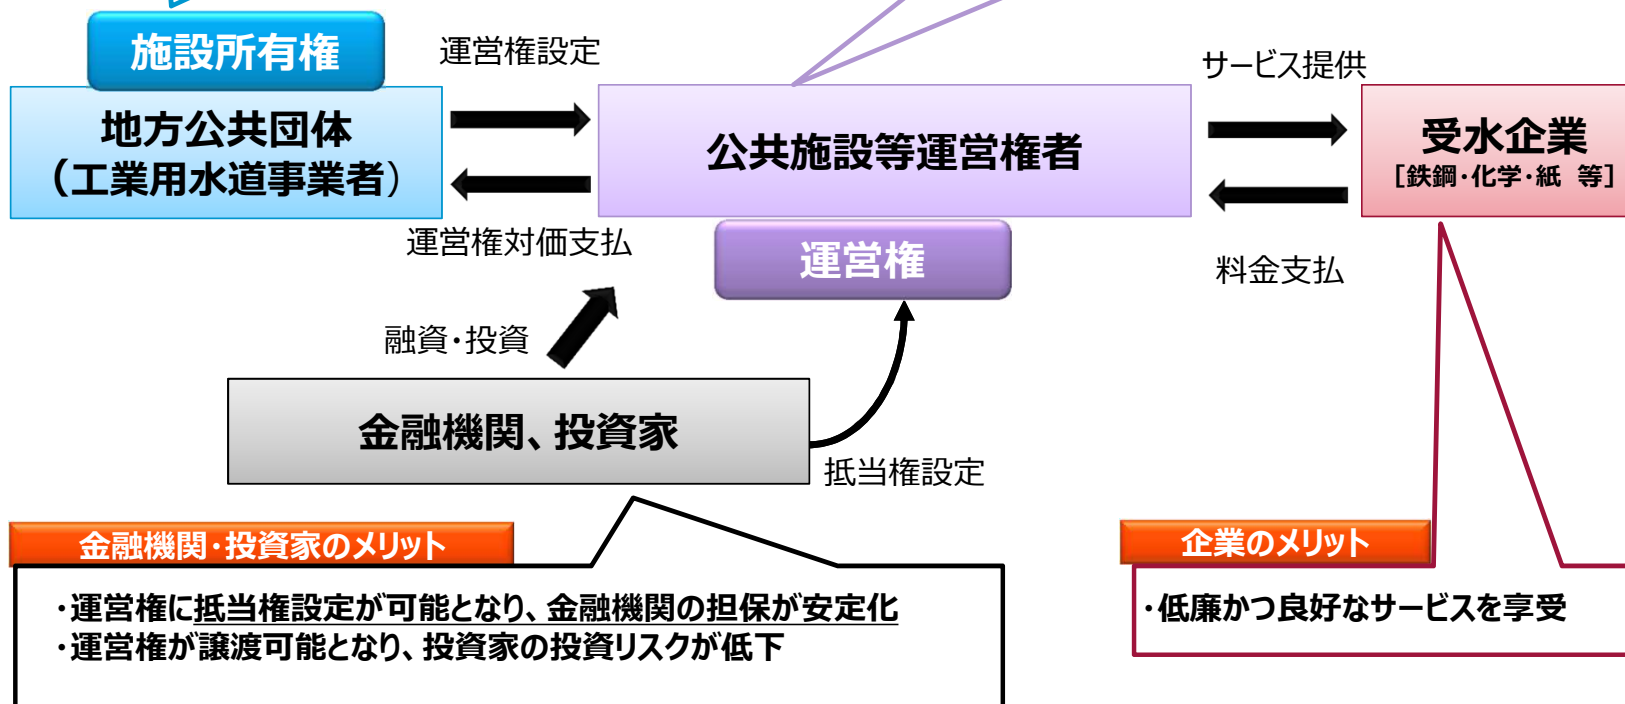 施設所有権
運営権設定
サービス提供
地方公共団体
（工業用水道事業者）
公共施設等運営権者
受水企業
［鉄鋼・化学・紙　等］
運営権対価支払
運営権
料金支払
融資・投資
金融機関、投資家
抵当権設定
金融機関・投資家のメリット
・運営権に抵当権設定が可能となり、金融機関の担保が安定化
・運営権が譲渡可能となり、投資家の投資リスクが低下
企業のメリット
・低廉かつ良好なサービスを享受